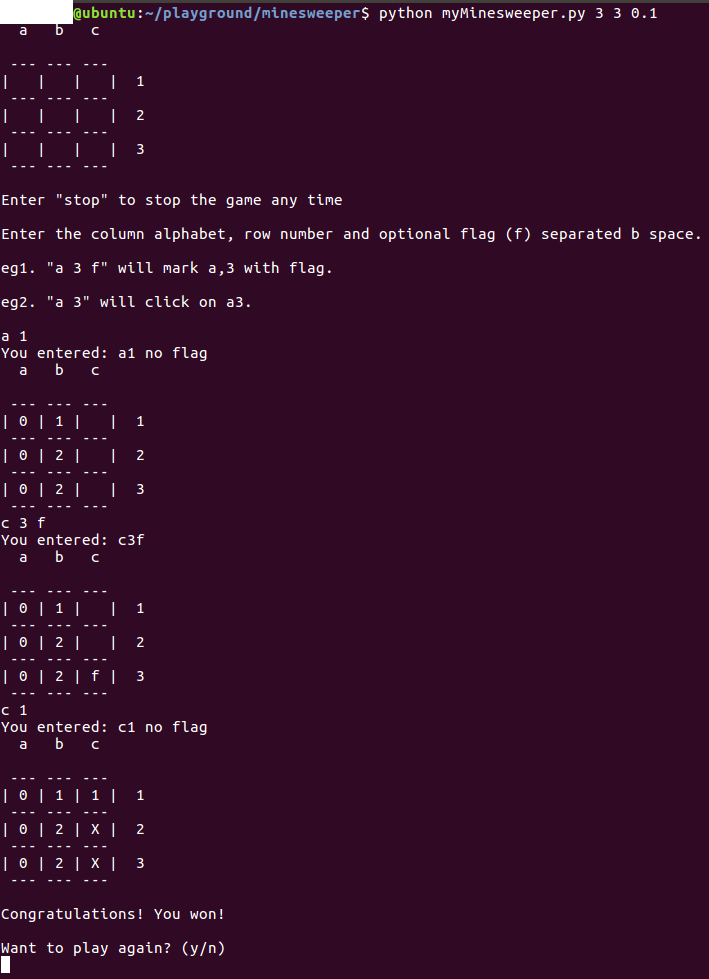 @ubuntu:~/playground/minesweeper$ python myMinesweeper.py 3 3 0.1
  a   b   c

 --- --- ---
|   |   |   |  1
 --- --- ---
|   |   |   |  2
 --- --- ---
|   |   |   |  3
 --- --- ---

Enter "stop" to stop the game any time

Enter the column alphabet, row number and optional flag (f) separated b space.

eg1. "a 3 f" will mark a,3 with flag.

eg2. "a 3" will click on a3.

a 1
You entered: a1 no flag
  a   b   c

 --- --- ---
| 0 | 1 |   |  1
 --- --- ---
| 0 | 2 |   |  2
 --- --- ---
| 0 | 2 |   |  3
 --- --- ---
c 3 f
You entered: c3f
  a   b   c

 --- --- ---
| 0 | 1 |   |  1
 --- --- ---
| 0 | 2 |   |  2
 --- --- ---
| 0 | 2 | f |  3
 --- --- ---
c 1
You entered: c1 no flag
  a   b   c

 --- --- ---
| 0 | 1 | 1 |  1
 --- --- ---
| 0 | 2 | X |  2
 --- --- ---
| 0 | 2 | X |  3
 --- --- ---

Congratulations! You won!

Want to play again? (y/n)